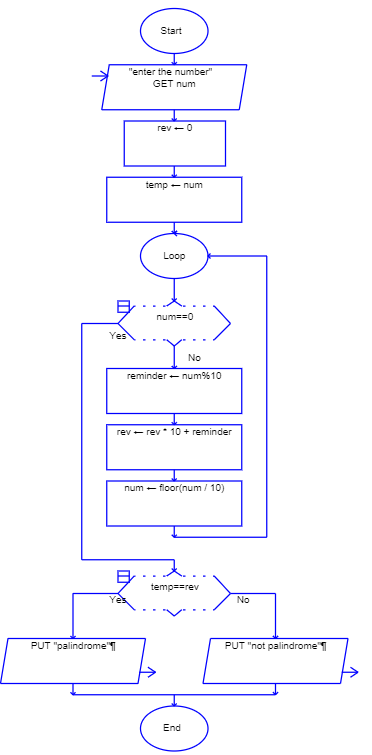 Start
"enter the number"
GET num
rev ← 0
temp ← num
Loop
num==0
Yes
No
reminder ← num%10
rev ← rev * 10 + reminder
num ← floor(num / 10)
temp==rev
Yes
No
PUT "palindrome"¶
PUT "not palindrome"¶
End